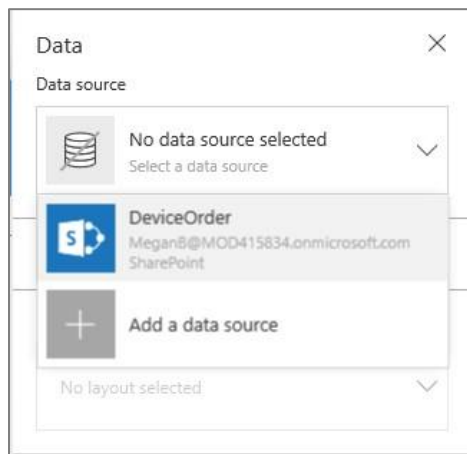 Data
Data source
No data source selected
Select a data source
DeviceOrder
MeganB@MOD415834.onmicrosoft.com
SharePoint
Add a data source
No layout selected